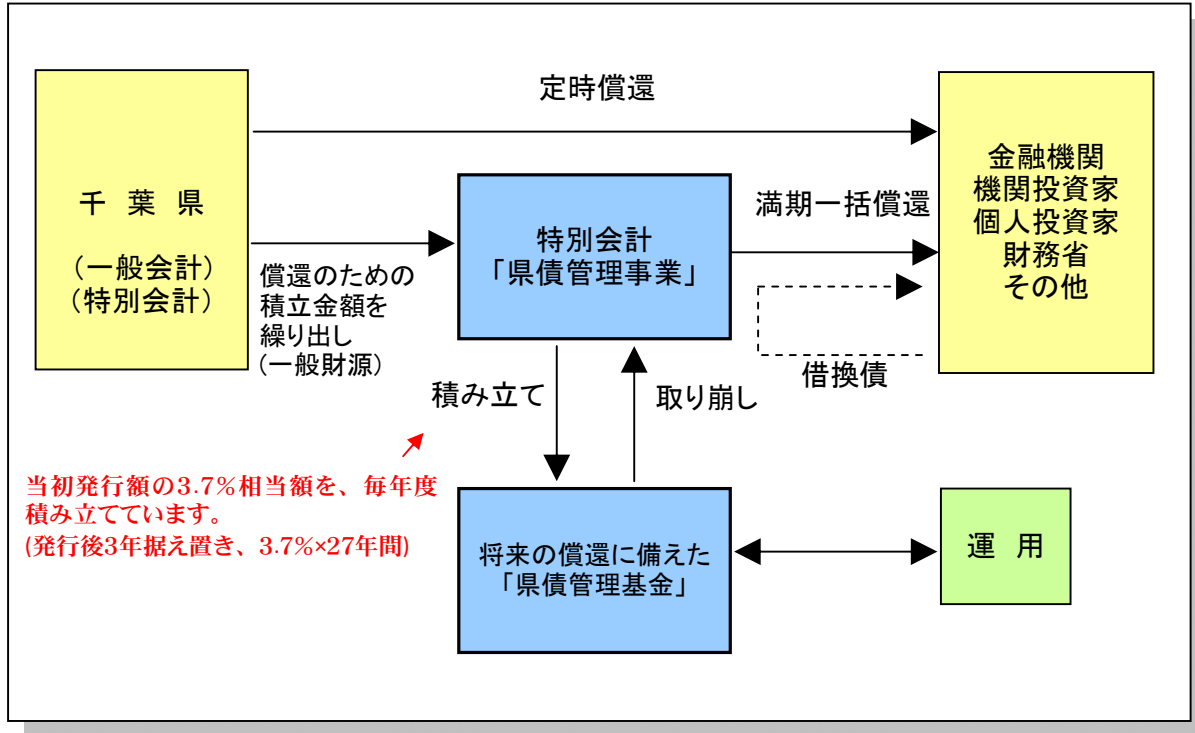 定時償還
千 葉 県
(一般会計)
(特別会計)
償還のための
積立金額を
繰り出し
(一般財源)
特別会計
「県債管理事業」
満期一括償還
金融機関
機関投資家
個人投資家
財務省
その他
借換債
積み立て
取り崩し
当初発行額の3.7%相当額を、毎年度
積み立てています。
(発行後3年据え置き、3.7%×27年間)
将来の償還に備えた
「県債管理基金」
運 用